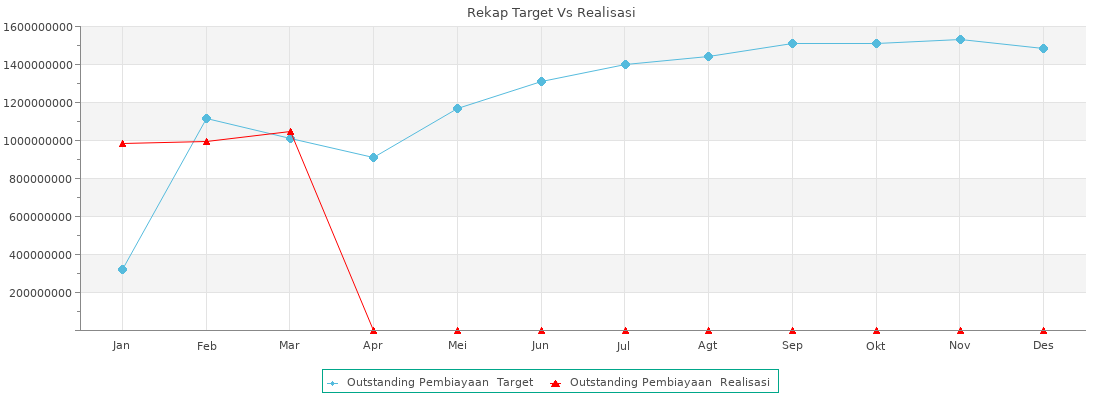 Rekap Target Vs Realisasi
1600000000
1400000000
1200000000
1000000000
800000000
600000000
400000000
200000000
Jan Feb Mar Apr Mei Jun Jul Agt Sep Okt Nov Des
Outstanding Pembiayaan Target Outstanding Pembiayaan Realisasi